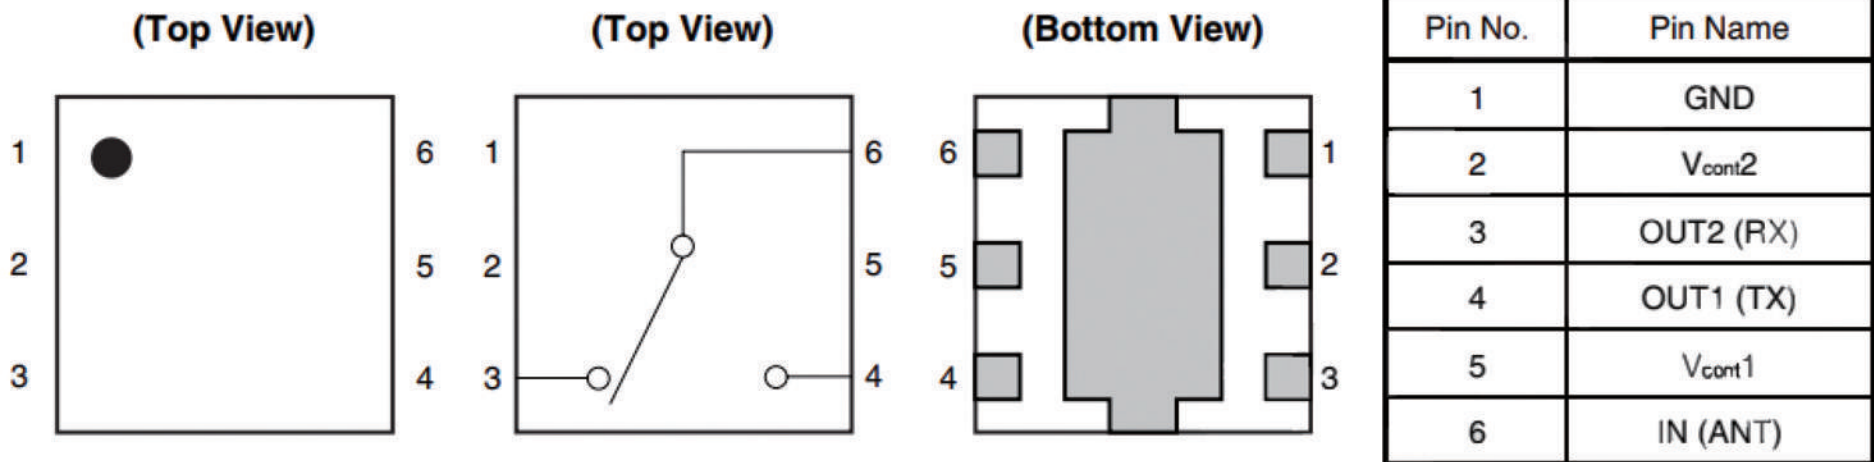 (Top View)
1 6
2 5
3 4
(Top View)
1 6
2 5
3 4
(Bottom View)
6 1
5 2
4 3
Pin No. Pin Name
1 GND
2 Vcont2
3 OUT2 (RX)
4 OUT1 (TX)
5 Vcont1
6 IN (ANT)